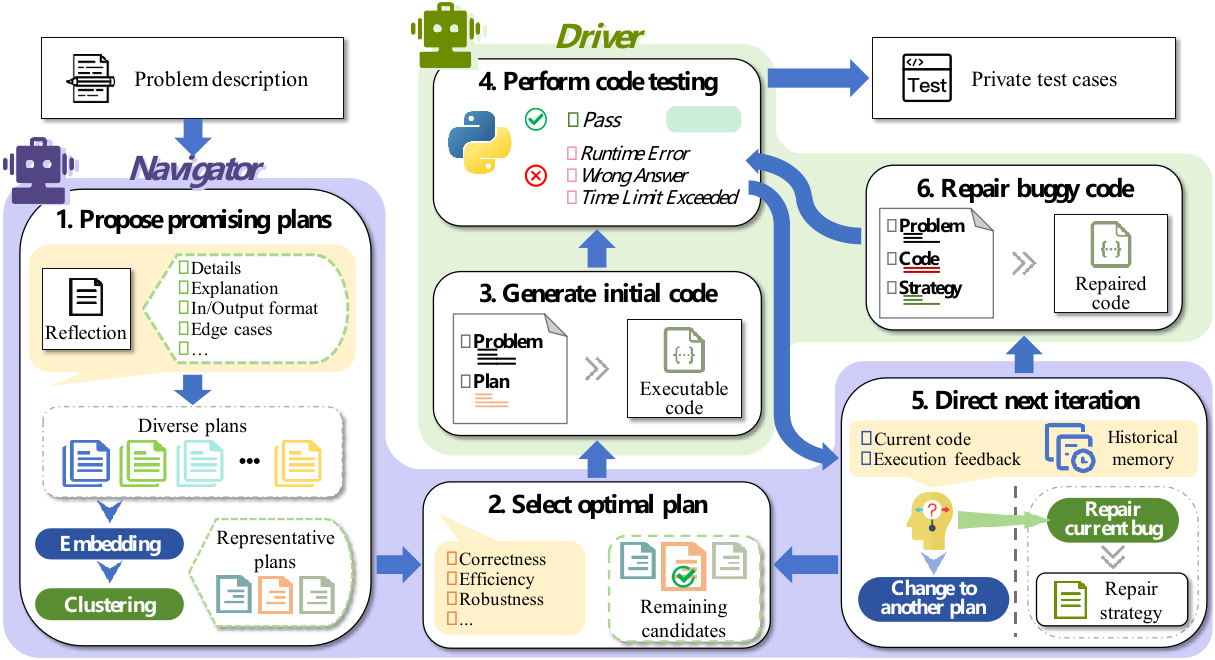 Problem description
Navigator
1. Propose promising plans
Reflection
Details
Explanation
In/Output format
Edge cases
...
Diverse plans
...
Embedding
Clustering
Representative
plans
2. Select optimal plan
Correctness
Efficiency
Robustness
...
Remaining
candidates
Driver
3. Generate initial code
Problem
Plan
{··}
Executable
code
4. Perform code testing
Pass
Runtime Error
Wrong Answer
Time Limit Exceeded
</>
Test
Private test cases
5. Direct next iteration
Current code
Execution feedback
Historical
memory
?
Change to
another plan
Repair
current bug
Repair
strategy
6. Repair buggy code
Problem
Code
Strategy
{··}
Repaired
code